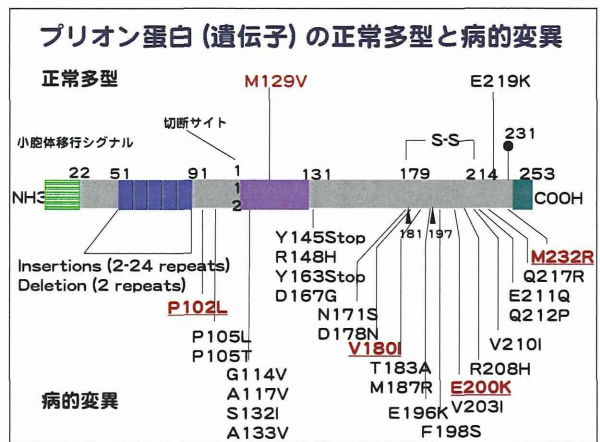 プリオン蛋白(遺伝子)の正常多型と病的変異
正常多型
M129V
E219K
小胞体移行シグナル
切断サイト
S-S
231
22
51
91
1
1
2
131
179
214
253
NH3
COOH
181
197
Insertions (2-24 repeats)
Deletion (2 repeats)
P102L
P105L
P105T
G114V
A117V
S132I
A133V
Y145Stop
R148H
Y163Stop
D167G
N171S
D178N
V180I
T183A
M187R
E196K
F198S
E200K
V203I
R208H
V210I
E211Q
Q212P
Q217R
M232R
病的変異